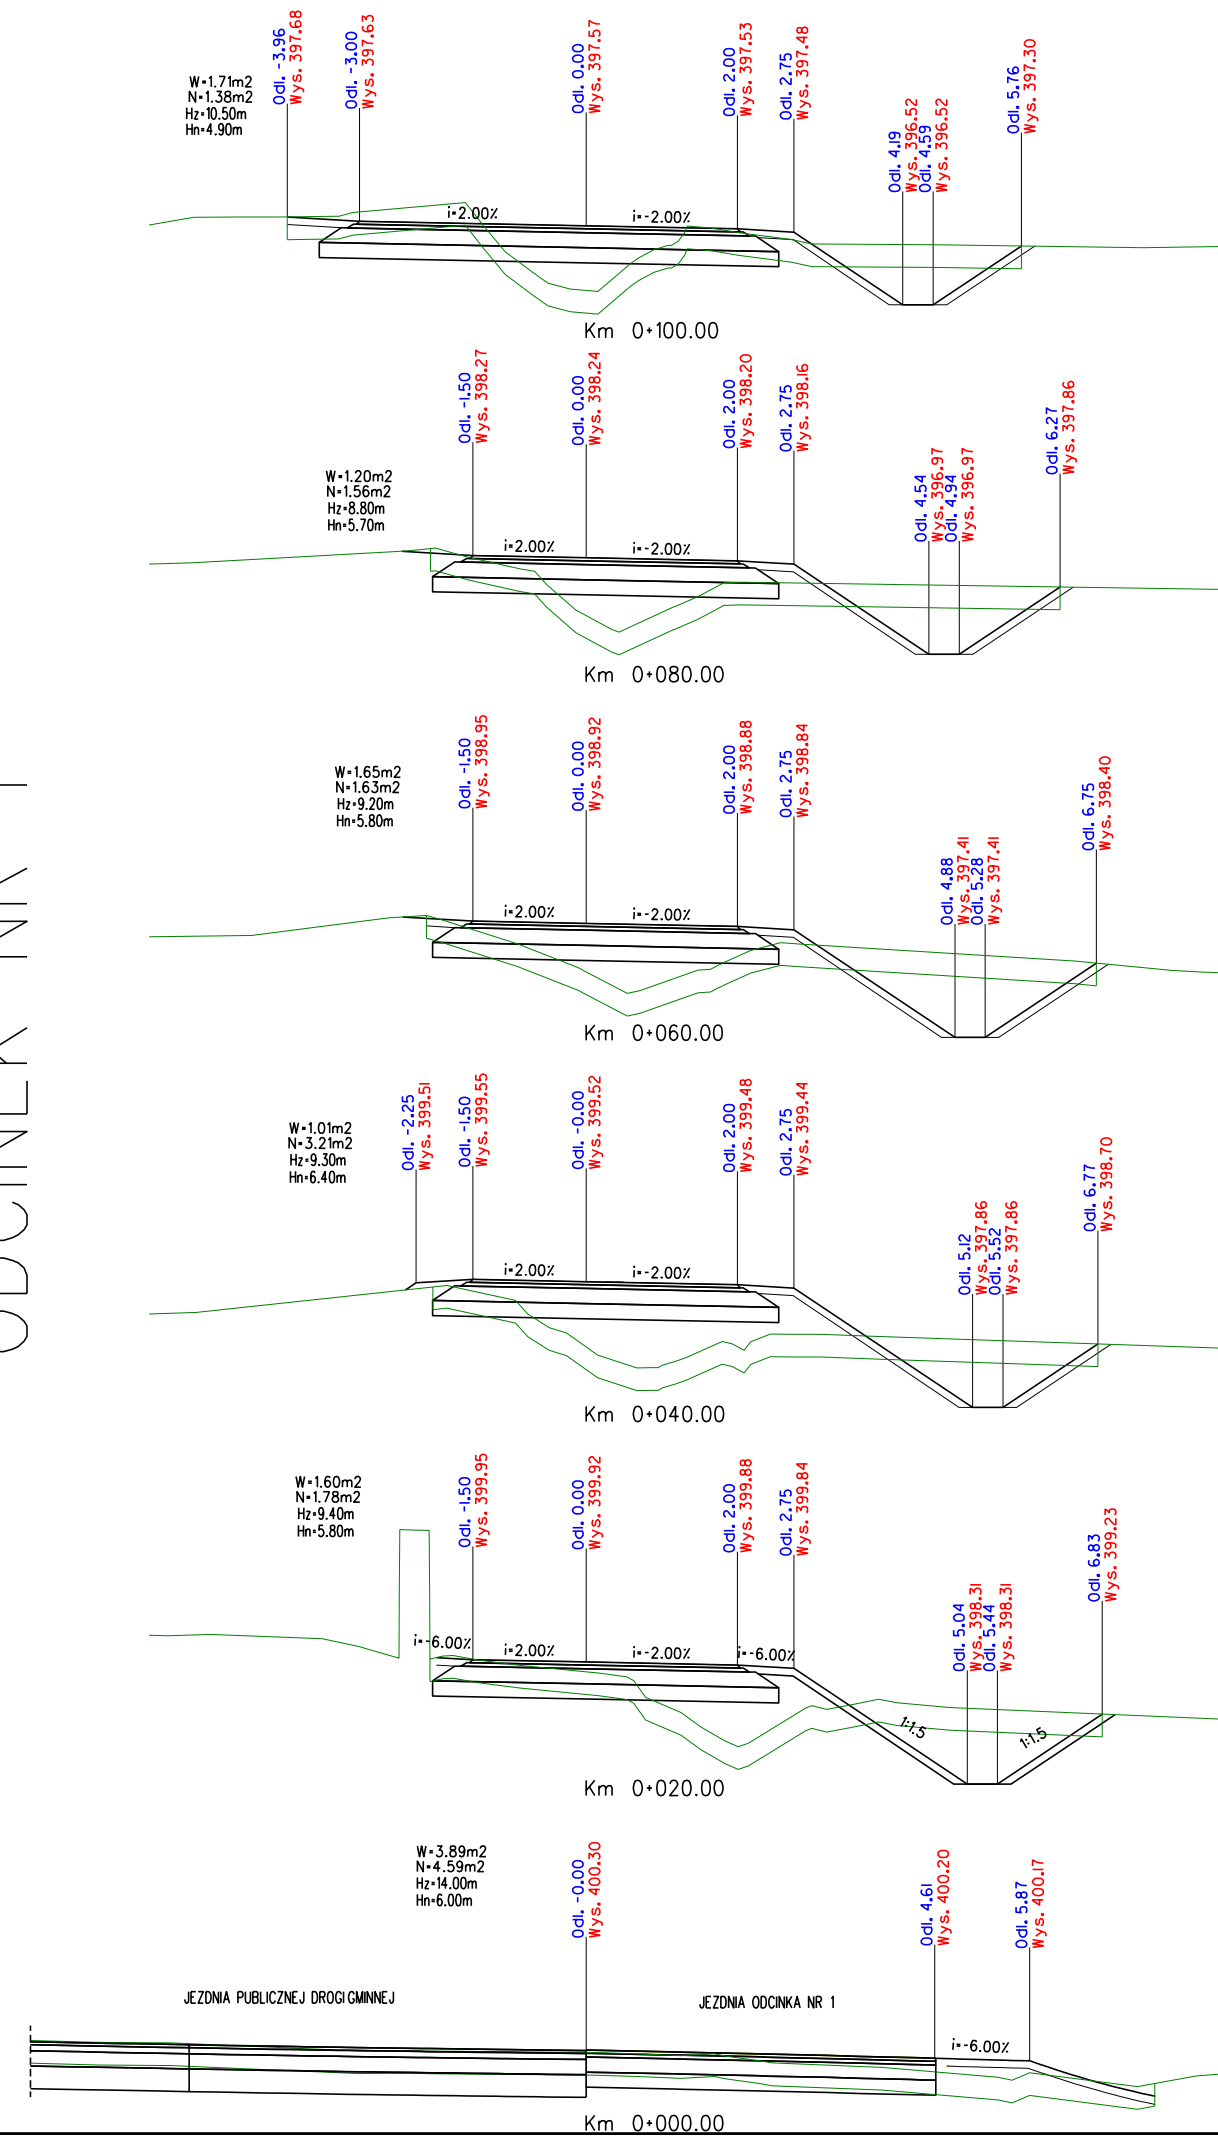 Odl. -3.96
Wys. 397.68
Odl. -3.00
Wys. 397.63
Odl. 0.00
Wys. 397.57
Odl. 2.00
Wys. 397.53
Odl. 2.75
Wys. 397.48
Odl. 4.19
Wys. 396.52
Odl. 4.59
Wys. 396.52
Odl. 5.76
Wys. 397.30
W=1.71m2
N=1.38m2
Hz=10.50m
Hn=4.90m
i=2.00%
i=-2.00%
Km 0+100.00
Odl. -1.50
Wys. 398.27
Odl. 0.00
Wys. 398.24
Odl. 2.00
Wys. 398.20
Odl. 2.75
Wys. 398.16
Odl. 4.54
Wys. 396.97
Odl. 4.94
Wys. 396.97
Odl. 6.27
Wys. 397.86
W=1.20m2
N=1.56m2
Hz=8.80m
Hn=5.70m
i=2.00%
i=-2.00%
Km 0+080.00
Odl. -1.50
Wys. 398.95
Odl. 0.00
Wys. 398.92
Odl. 2.00
Wys. 398.88
Odl. 2.75
Wys. 398.84
Odl. 4.88
Wys. 397.41
Odl. 5.28
Wys. 397.41
Odl. 6.75
Wys. 398.40
W=1.65m2
N=1.63m2
Hz=9.20m
Hn=5.80m
i=2.00%
i=-2.00%
Km 0+060.00
ODCINEK NR 1
Odl. -2.25
Wys. 399.51
Odl. -1.50
Wys. 399.55
Odl. -0.00
Wys. 399.52
Odl. 2.00
Wys. 399.48
Odl. 2.75
Wys. 399.44
Odl. 5.12
Wys. 397.86
Odl. 5.52
Wys. 397.86
Odl. 6.77
Wys. 398.70
W=1.01m2
N=3.21m2
Hz=9.30m
Hn=6.40m
i=2.00%
i=-2.00%
Km 0+040.00
Odl. -1.50
Wys. 399.95
Odl. 0.00
Wys. 399.92
Odl. 2.00
Wys. 399.88
Odl. 2.75
Wys. 399.84
Odl. 5.04
Wys. 398.31
Odl. 5.44
Wys. 398.31
Odl. 6.83
Wys. 399.23
W=1.60m2
N=1.78m2
Hz=9.40m
Hn=5.80m
i=-6.00%
i=2.00%
i=-2.00%
i=-6.00%
1:1.5
1:1.5
Km 0+020.00
W=3.89m2
N=4.59m2
Hz=14.00m
Hn=6.00m
Odl. -0.00
Wys. 400.30
Odl. 4.61
Wys. 400.20
Odl. 5.87
Wys. 400.17
JEZDNIA PUBLICZNEJ DROGI GMINNEJ
JEZDNIA ODCINKA NR 1
i=-6.00%
Km 0+000.00